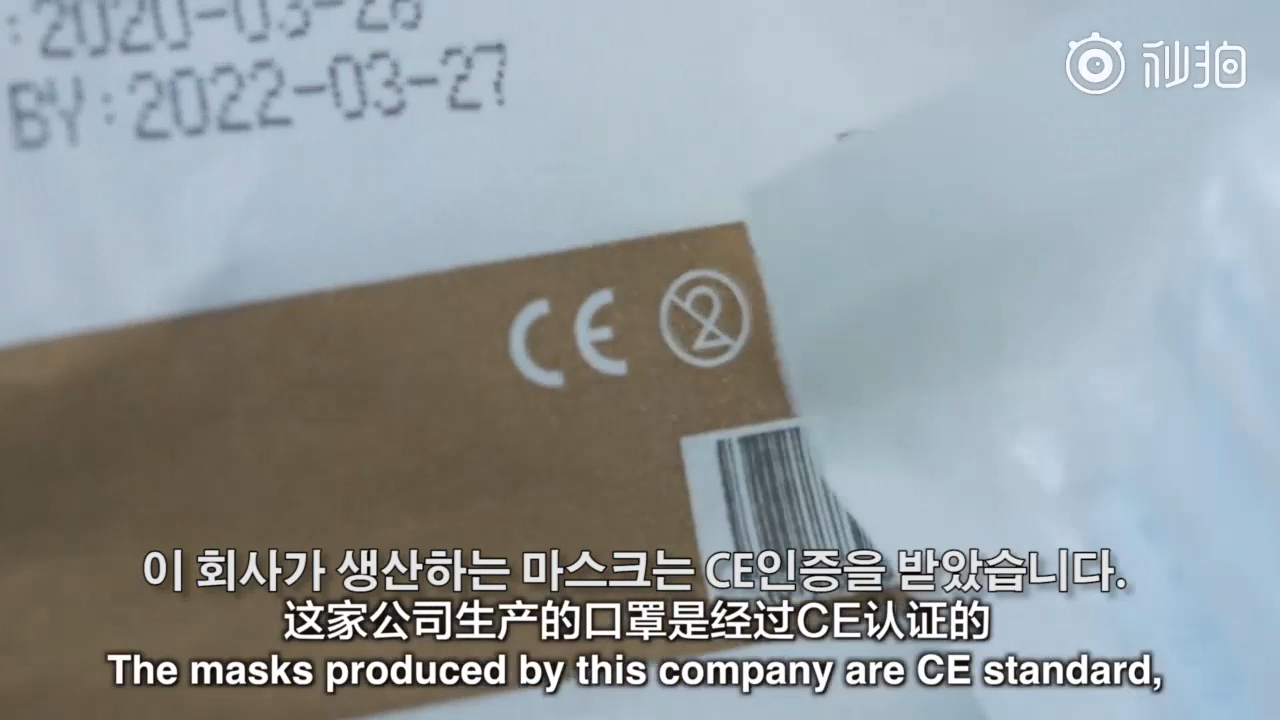 : 2020-03-28
秒拍
BY: 2022-03-27
CE
이 회사가 생산하는 마스크는 CE인증을 받았습니다.
这家公司生产的口罩是经过CE认证的
The masks produced by this company are CE standard,